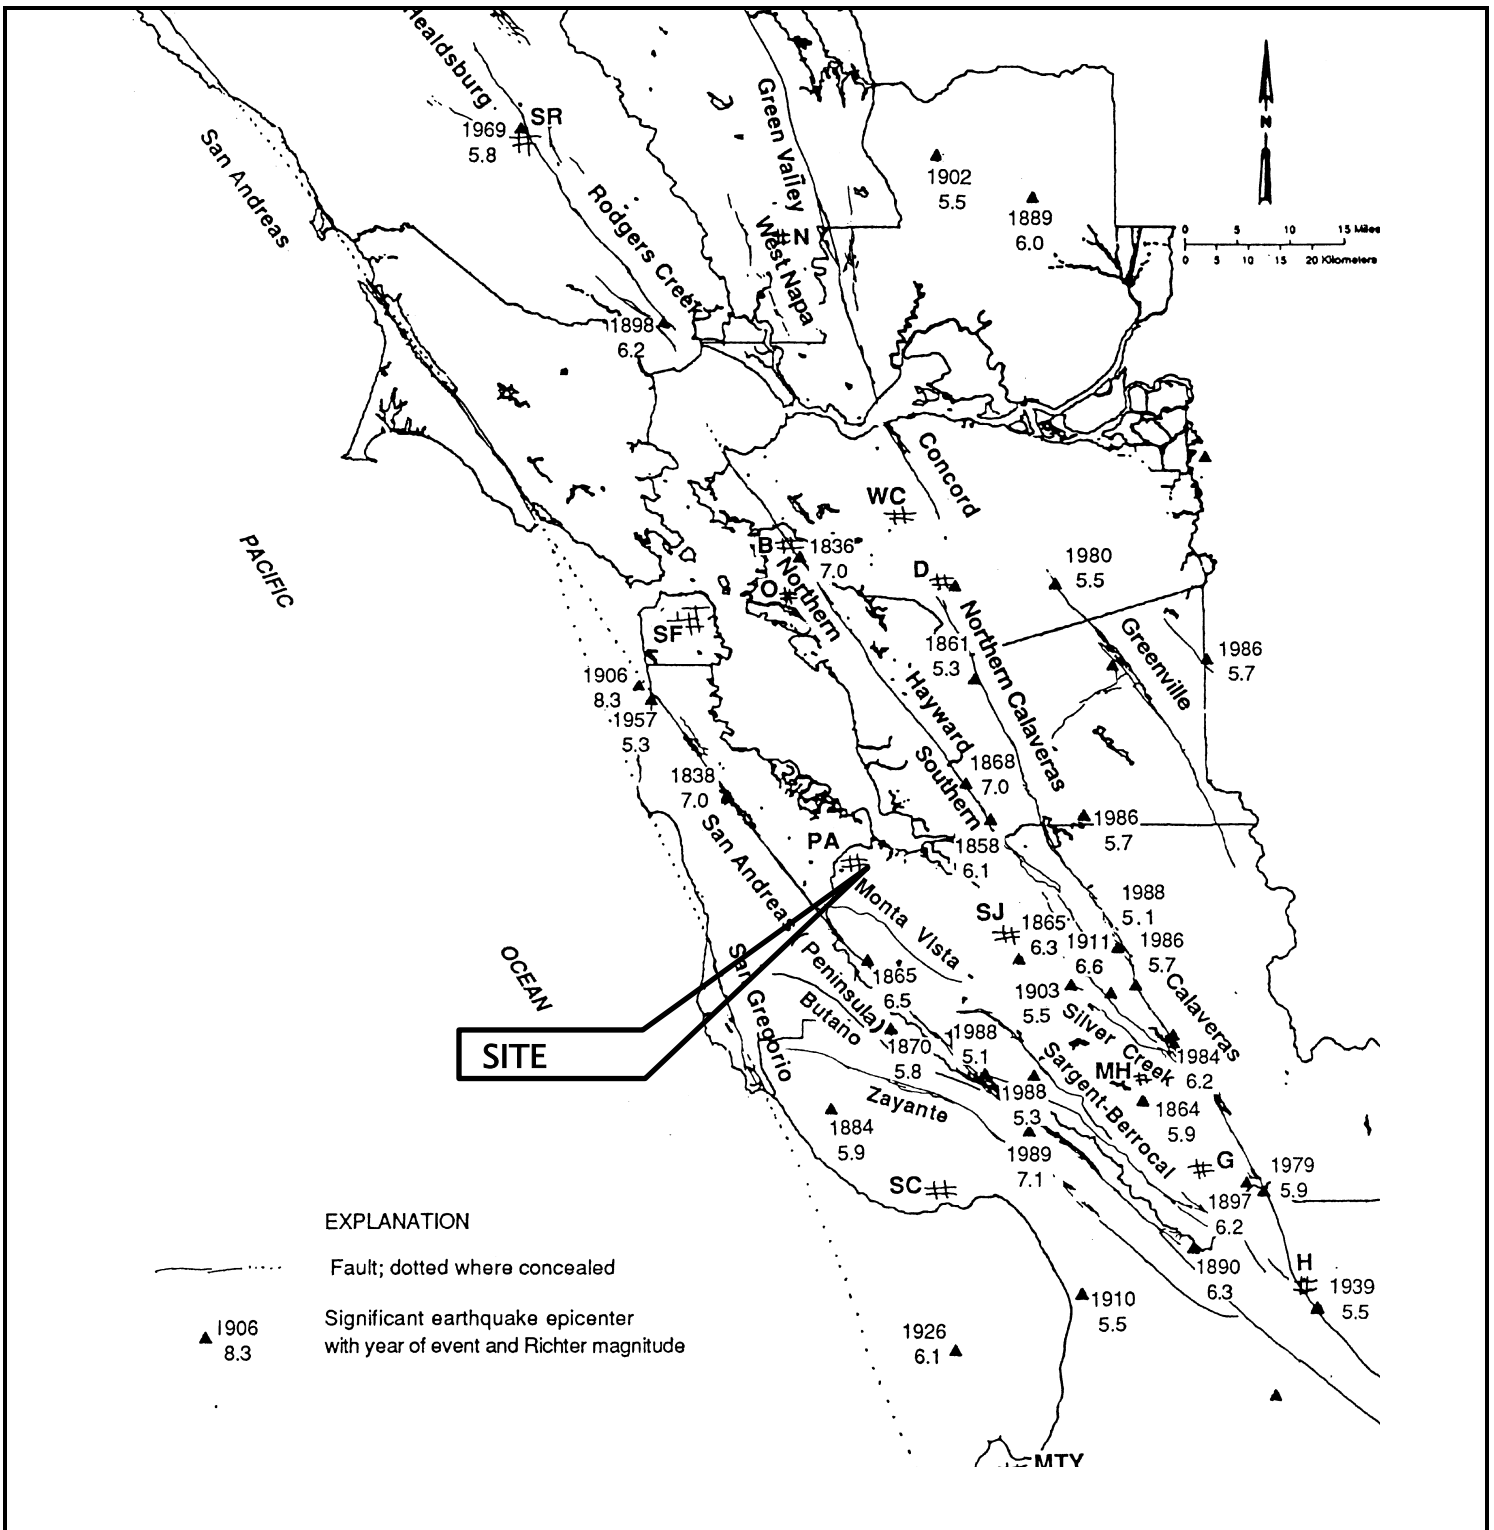 Healdsburg
San Andreas
1969
5.8
SR
Rodgers Creek
Green Valley
West Napa
N
1902
5.5
1889
6.0
N
0 5 10 15 Miles
0 5 10 15 20 Kilometers
1898
6.2
Concord
WC
B
1836
7.0
O
Northern
D
1980
5.5
PACIFIC
SF
1861
5.3
Northern Calaveras
Greenville
1986
5.7
1906
8.3
1957
5.3
Hayward
Southern
1868
7.0
1838
7.0
San Andreas
PA
1858
6.1
1986
5.7
Monta Vista
SJ
1865
6.3
1911
6.6
1988
5.1
1986
5.7
OCEAN
San Gregorio
Peninsula)
Butano
1865
6.5
1903
5.5
Silver Creek
Calaveras
SITE
1870
5.8
1988
5.1
Sargent-Berrocal
MH
1984
6.2
Zayante
1988
5.3
1864
5.9
1884
5.9
1989
7.1
G
1979
5.9
SC
1897
6.2
EXPLANATION
Fault; dotted where concealed
1890
6.3
H
1939
5.5
1906
8.3
Significant earthquake epicenter
with year of event and Richter magnitude
1926
6.1
1910
5.5
MTY